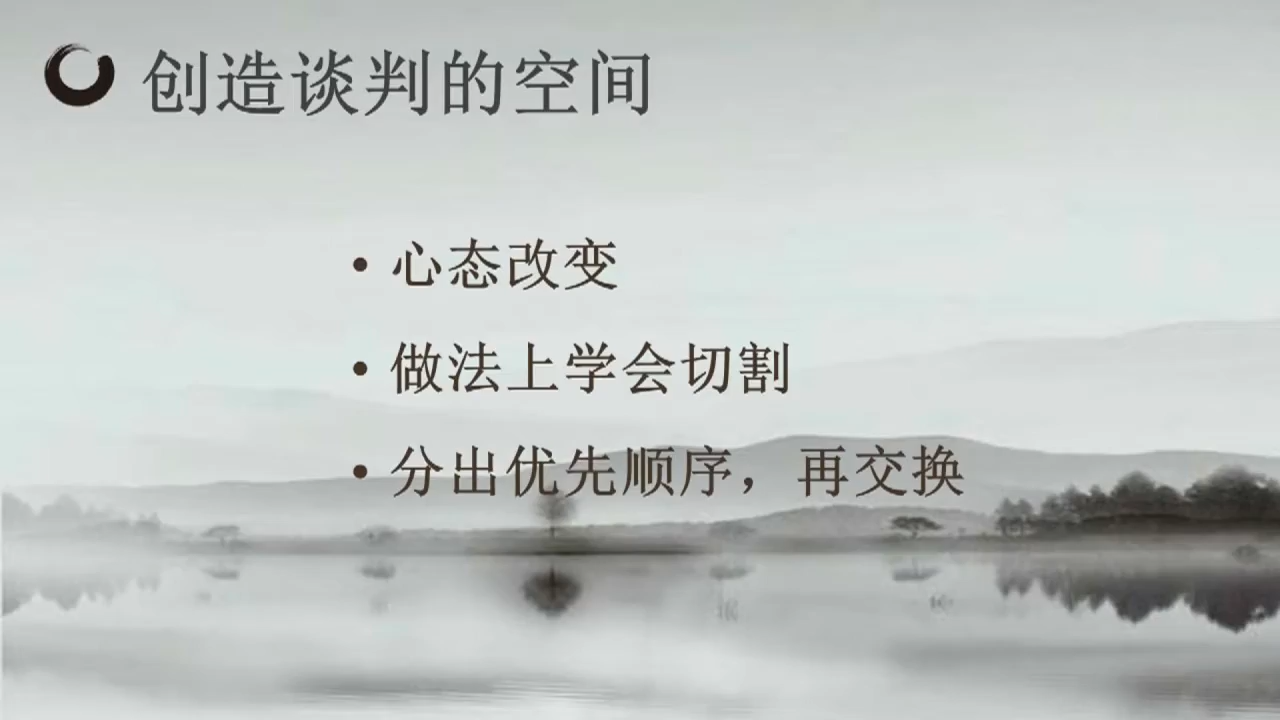 创造谈判的空间
• 心态改变
• 做法上学会切割
• 分出优先顺序，再交换